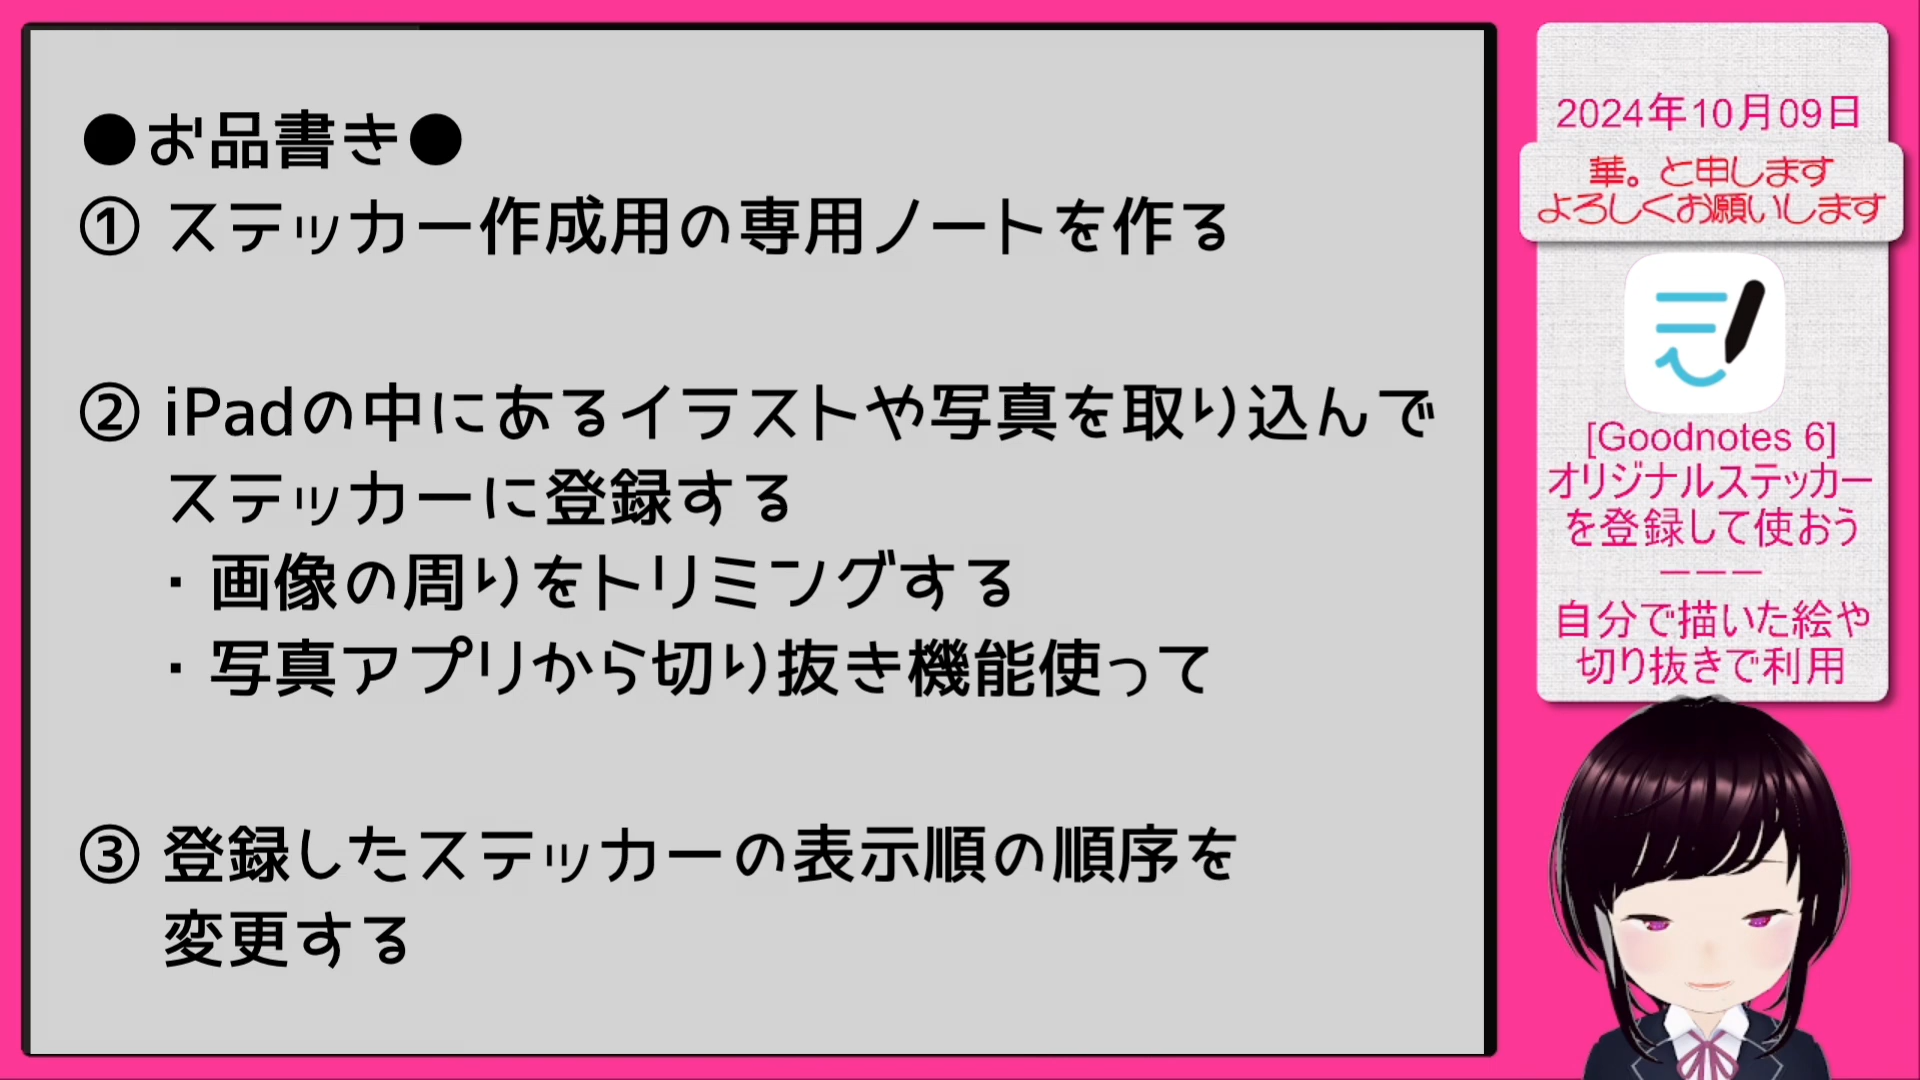 ●お品書き●
① ステッカー作成用の専用ノートを作る
② iPadの中にあるイラストや写真を取り込んで
ステッカーに登録する
・画像の周りをトリミングする
・写真アプリから切り抜き機能使って
③ 登録したステッカーの表示順の順序を
変更する
2024年10月09日
華。と申します
よろしくお願いします
[Goodnotes 6]
オリジナルステッカー
を登録して使おう
ーーー
自分で描いた絵や
切り抜きで利用